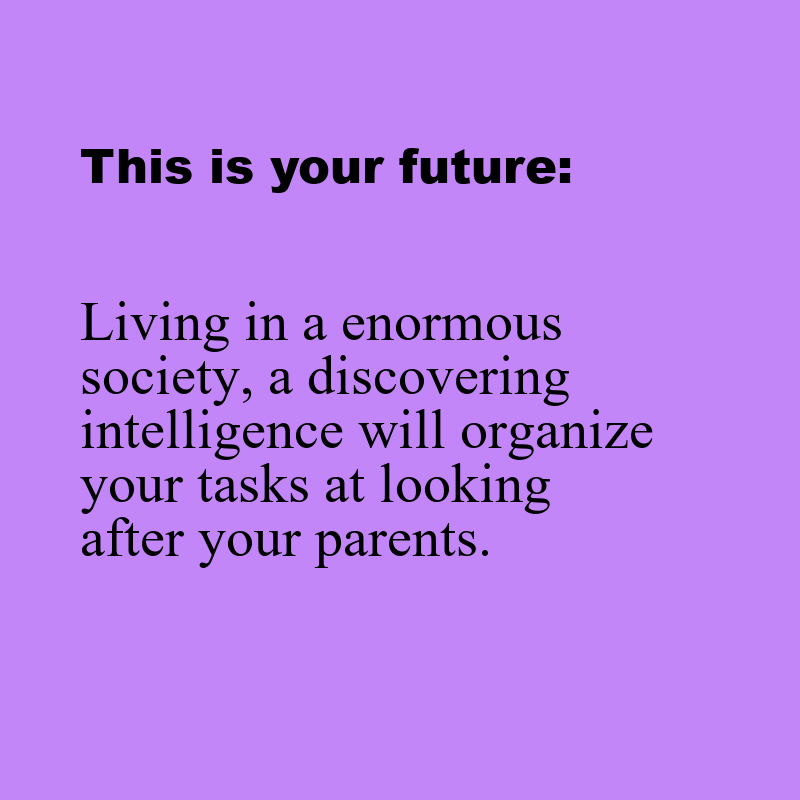 This is your future:
Living in a enormous
society, a discovering
intelligence will organize
your tasks at looking
after your parents.